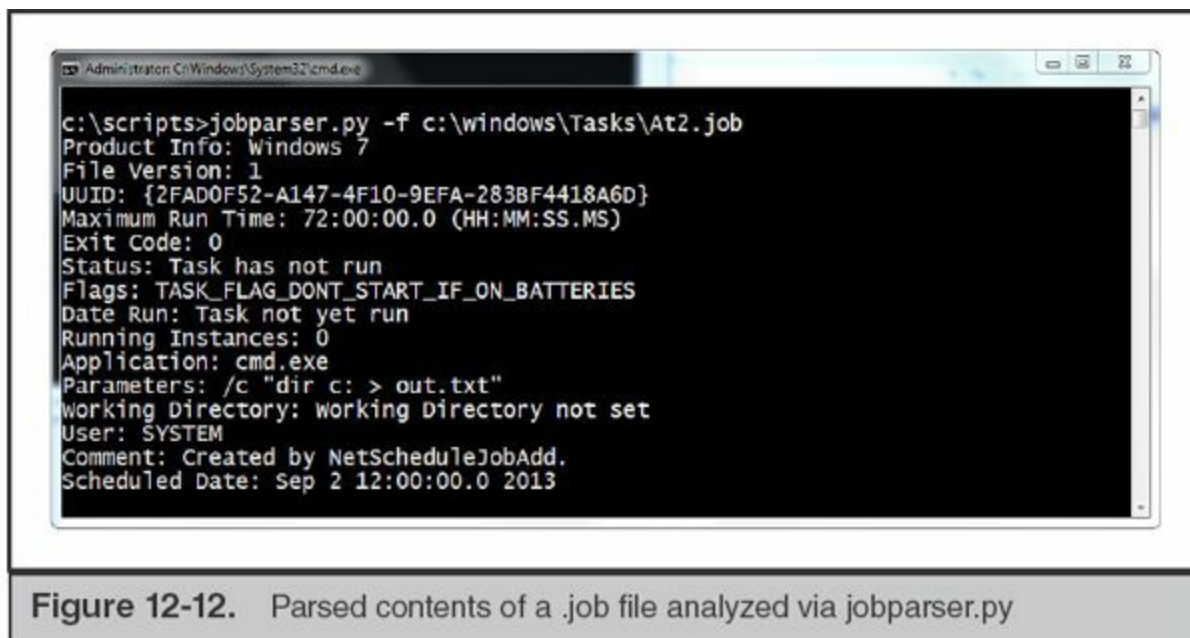 Administrator: C:\Windows\System32\cmd.exe
c:\scripts>jobparser.py -f c:\windows\Tasks\At2.job
Product Info: Windows 7
File Version: 1
UUID: {2FAD0F52-A147-4F10-9EFA-283BF4418A6D}
Maximum Run Time: 72:00:00.0 (HH:MM:SS.MS)
Exit Code: 0
Status: Task has not run
Flags: TASK_FLAG_DONT_START_IF_ON_BATTERIES
Date Run: Task not yet run
Running Instances: 0
Application: cmd.exe
Parameters: /c "dir c: > out.txt"
Working Directory: Working Directory not set
User: SYSTEM
Comment: Created by NetScheduleJobAdd.
Scheduled Date: Sep 2 12:00:00.0 2013
Figure 12-12. Parsed contents of a .job file analyzed via jobparser.py